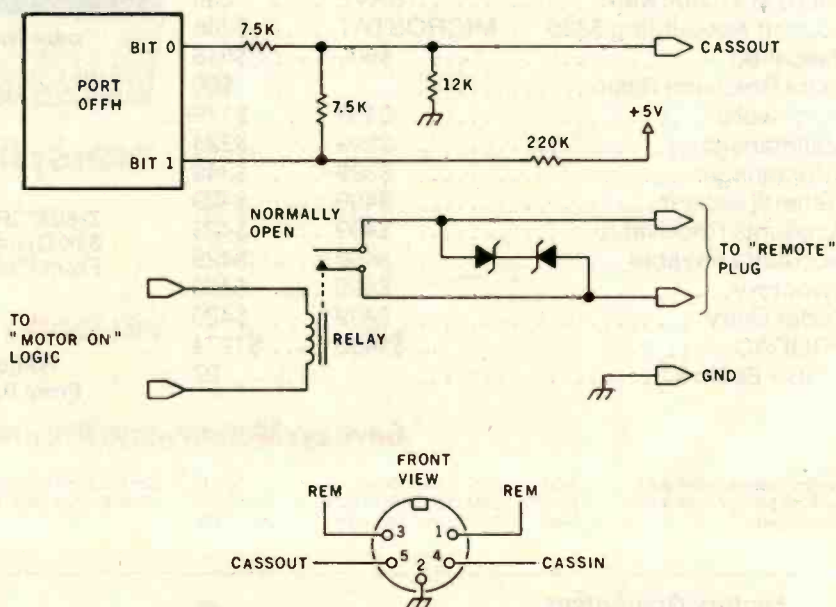 7.5K
BIT 0
CASSOUT
PORT
OFFH
12K
7.5K
+5V
220K
BIT 1
NORMALLY
OPEN
TO "REMOTE"
PLUG
TO
"MOTOR ON"
LOGIC
RELAY
GND
FRONT
VIEW
REM
REM
3
1
CASSOUT
5
2
4
CASSIN